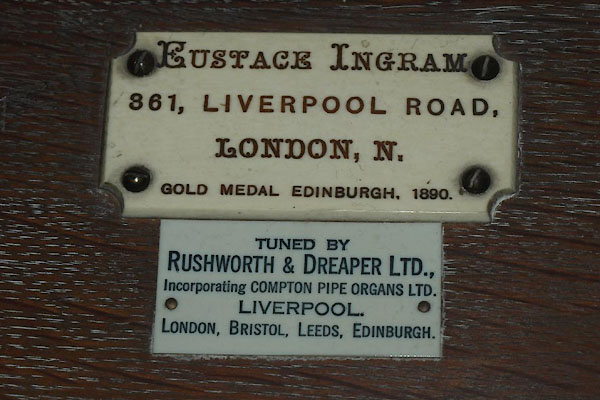 EUSTACE INGRAM
361, LIVERPOOL ROAD,
LONDON, N.
GOLD MEDAL EDINBURGH, 1890.
TUNED BY
RUSHWORTH & DREAPER LTD.,
Incorporating COMPTON PIPE ORGANS LTD.
LIVERPOOL.
LONDON, BRISTOL, LEEDS, EDINBURGH.